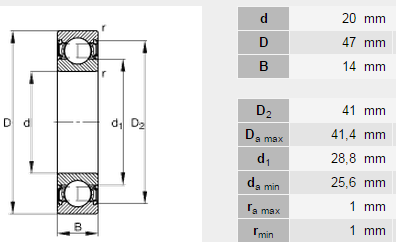 r
r
D
d
d1
D2
B
d 20 mm
D 47 mm
B 14 mm
D2 41 mm
Da max 41,4 mm
d1 28,8 mm
da min 25,6 mm
ra max 1 mm
rmin 1 mm